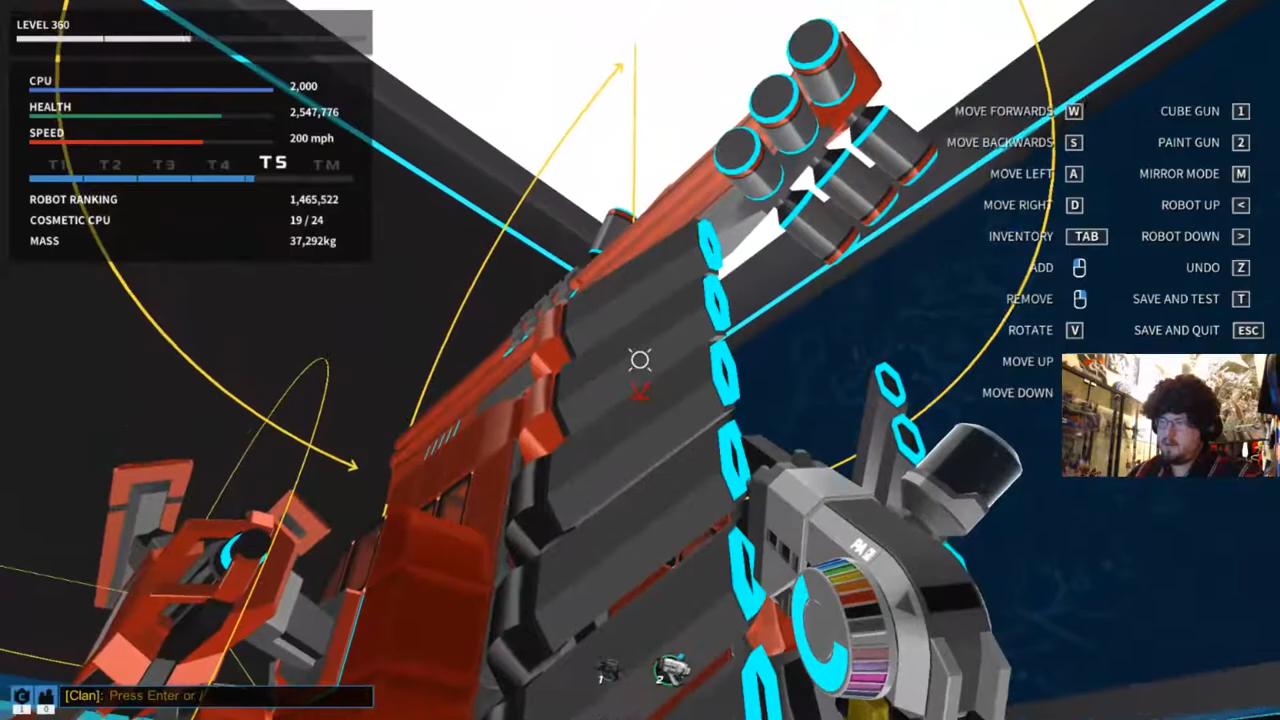 LEVEL 360
CPU 2,000
HEALTH 2,547,776
SPEED 200 mph
T1 T2 T3 T4 T5 TM
ROBOT RANKING 1,465,522
COSMETIC CPU 19 / 24
MASS 37,292kg
MOVE FORWARDS W CUBE GUN 1
MOVE BACKWARDS S PAINT GUN 2
MOVE LEFT A MIRROR MODE M
MOVE RIGHT D ROBOT UP <
INVENTORY TAB ROBOT DOWN >
ADD UNDO Z
REMOVE SAVE AND TEST T
ROTATE V SAVE AND QUIT ESC
MOVE UP
MOVE DOWN
1 2
[Clan]: Press Enter or /
1 0